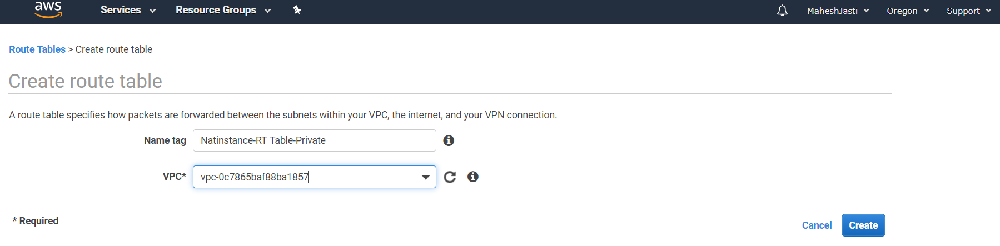 aws Services Resource Groups MaheshJasti Oregon Support
Route Tables > Create route table
Create route table
A route table specifies how packets are forwarded between the subnets within your VPC, the internet, and your VPN connection.
Name tag Natinstance-RT Table-Private
VPC* vpc-0c7865baf88ba1857
* Required
Cancel Create